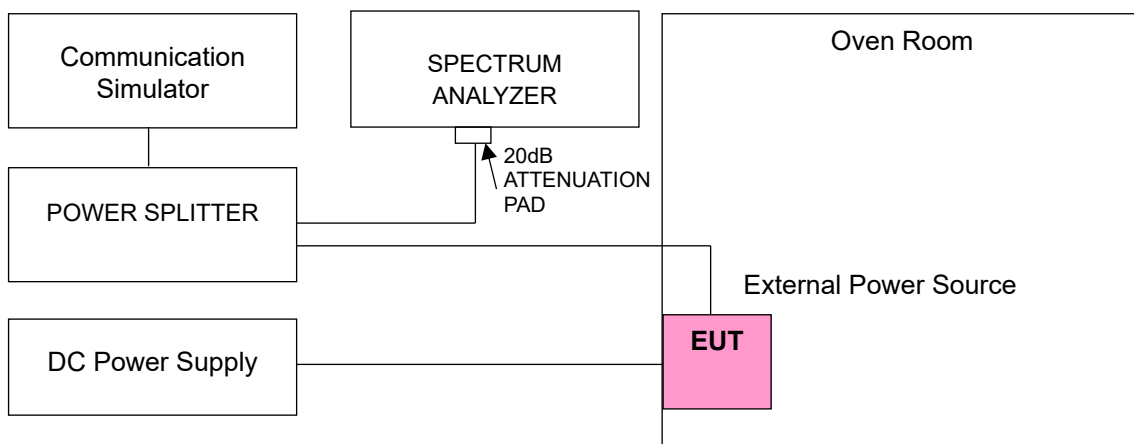 Communication
Simulator
SPECTRUM
ANALYZER
Oven Room
20dB
ATTENUATION
PAD
POWER SPLITTER
External Power Source
EUT
DC Power Supply